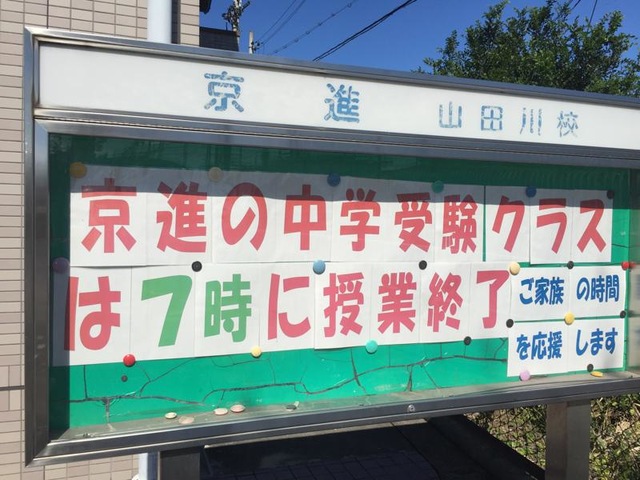 京進 山田川校
京進の中学受験クラス
は7時に授業終了
ご家族の時間
を応援します